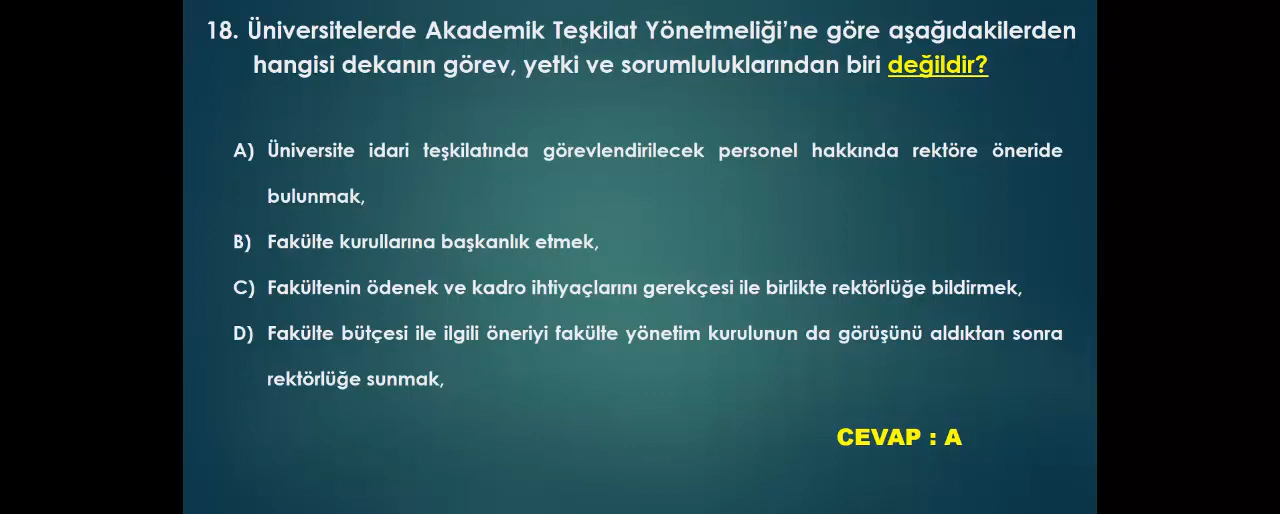 18. Üniversitelerde Akademik Teşkilat Yönetmeliği’ne göre aşağıdakilerden
hangisi dekanın görev, yetki ve sorumluluklarından biri değildir?
A) Üniversite idari teşkilatında görevlendirilecek personel hakkında rektöre öneride
bulunmak,
B) Fakülte kurullarına başkanlık etmek,
C) Fakültenin ödenek ve kadro ihtiyaçlarını gerekçesi ile birlikte rektörlüğe bildirmek,
D) Fakülte bütçesi ile ilgili öneriyi fakülte yönetim kurulunun da görüşünü aldıktan sonra
rektörlüğe sunmak,
CEVAP : A